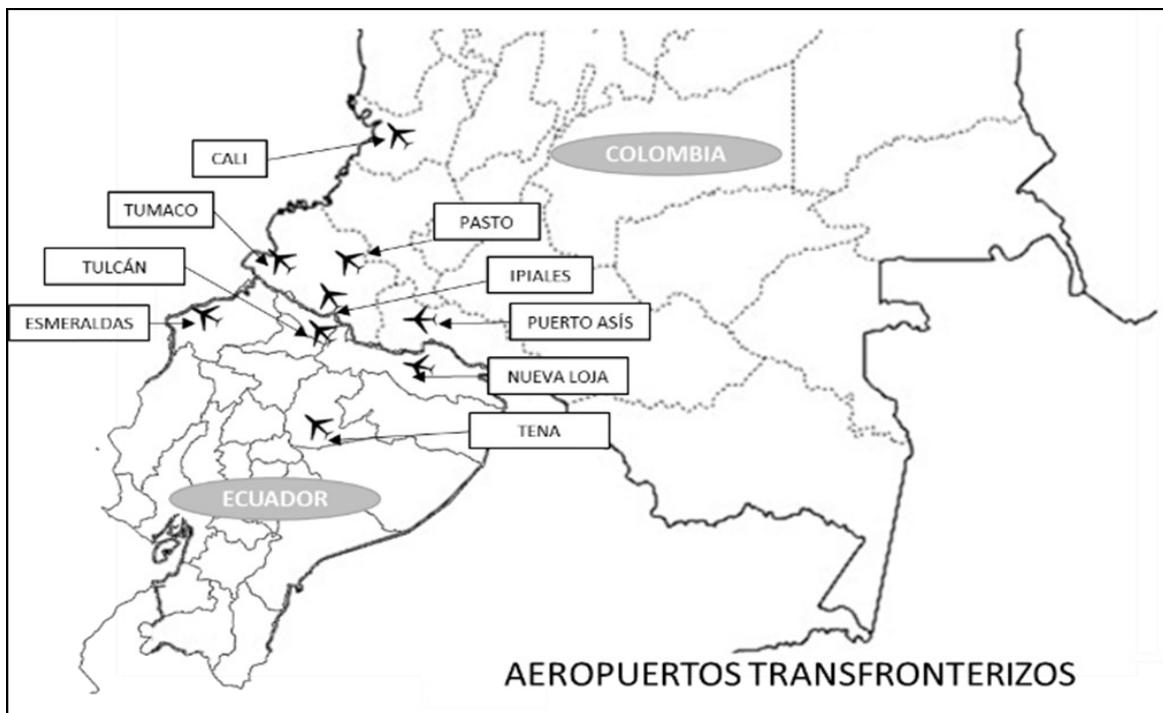 COLOMBIA
CALI
TUMACO
PASTO
TULCÁN
IPIALES
ESMERALDAS
PUERTO ASÍS
NUEVA LOJA
TENA
ECUADOR
AEROPUERTOS TRANSFRONTERIZOS